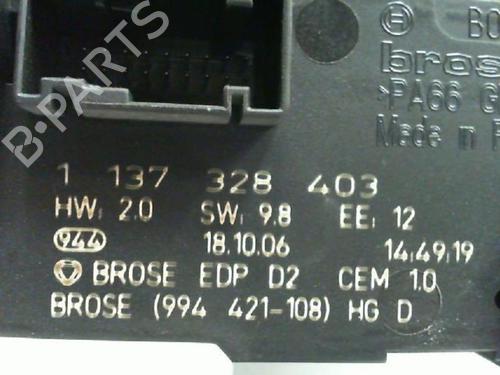 BO
brose
>PA66 G
Made in
1 137 328 403
HW: 2.0 SW: 9.8 EE: 12
944 18.10.06 14:49:19
BROSE EDP D2 CEM 1.0
BROSE (994 421-108) HG D
B-PARTS